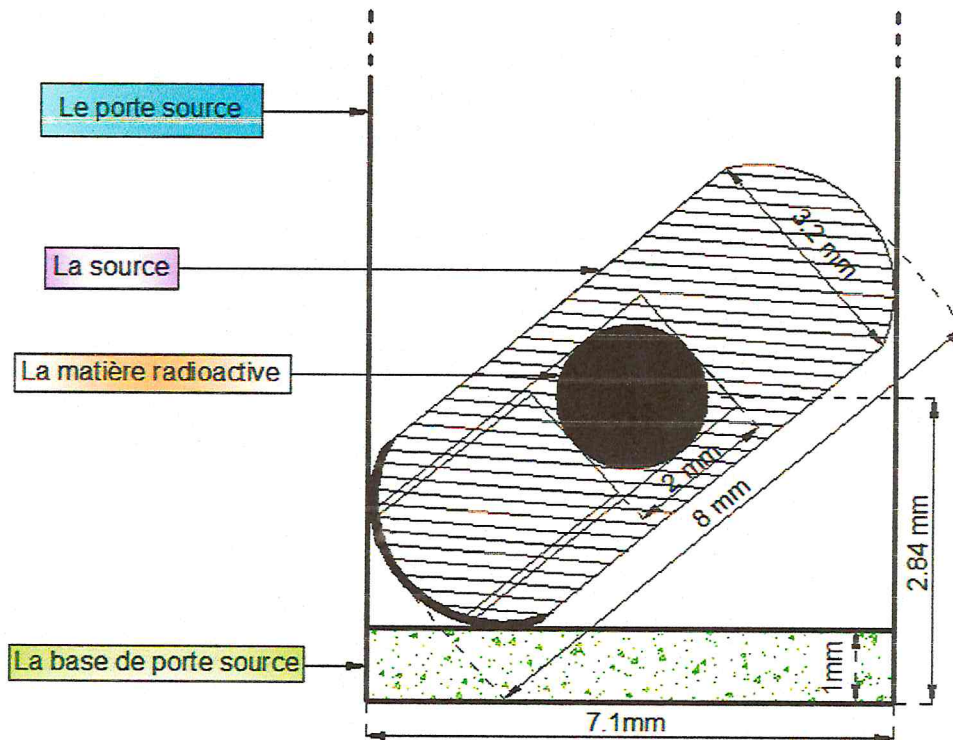 Le porte source
3.2 mm
La source
La matière radioactive
2 mm
8 mm
2.84 mm
La base de porte source
1mm
7.1mm